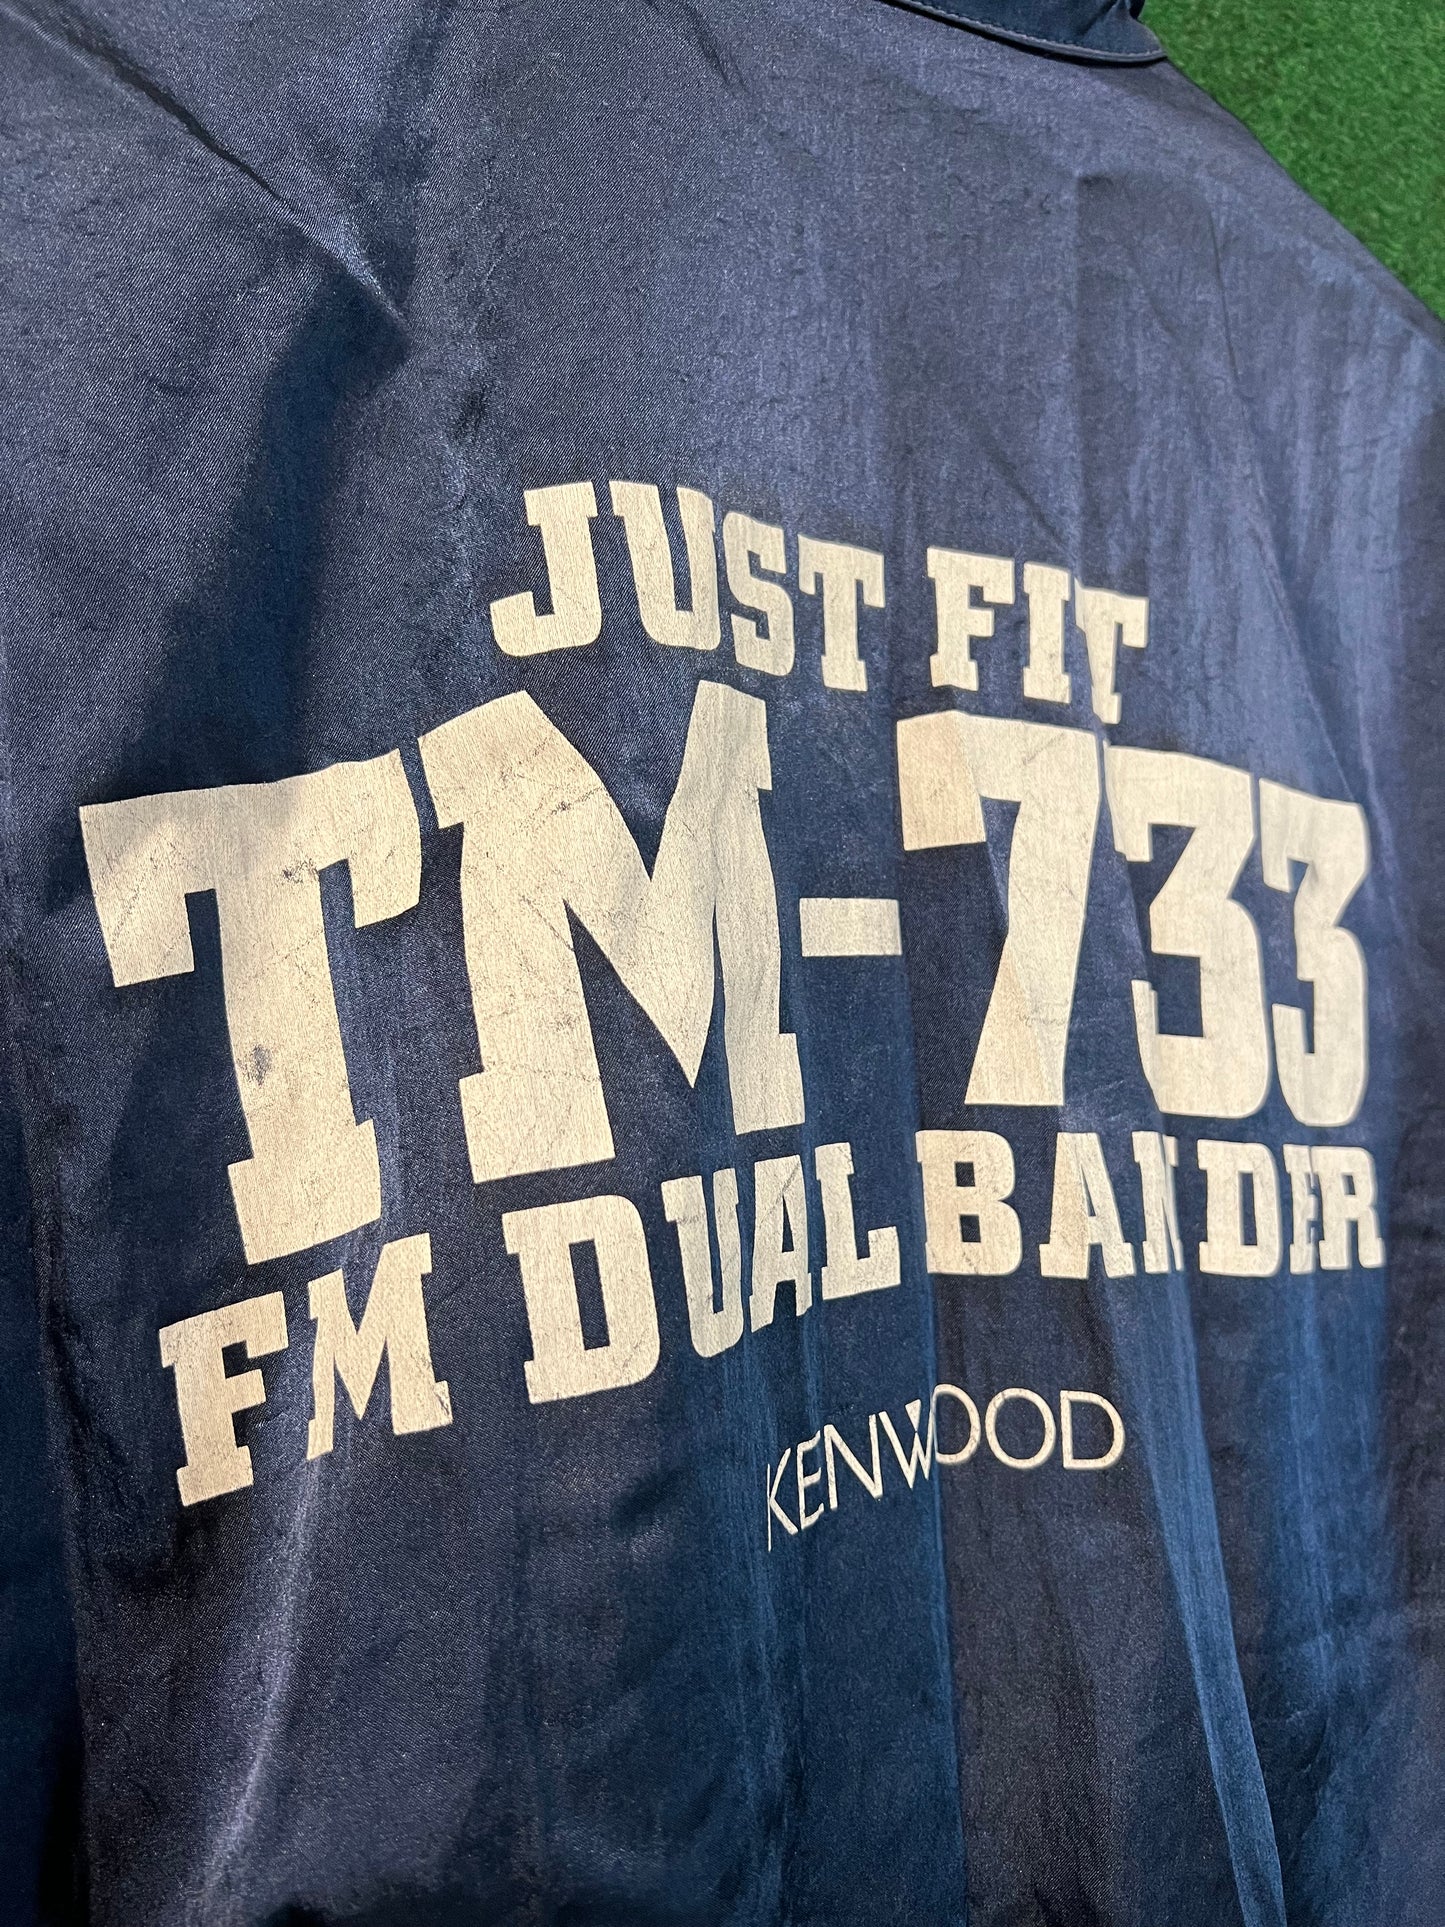 JUST FIT
TM-733
FM DUAL BANDER
KENWOOD